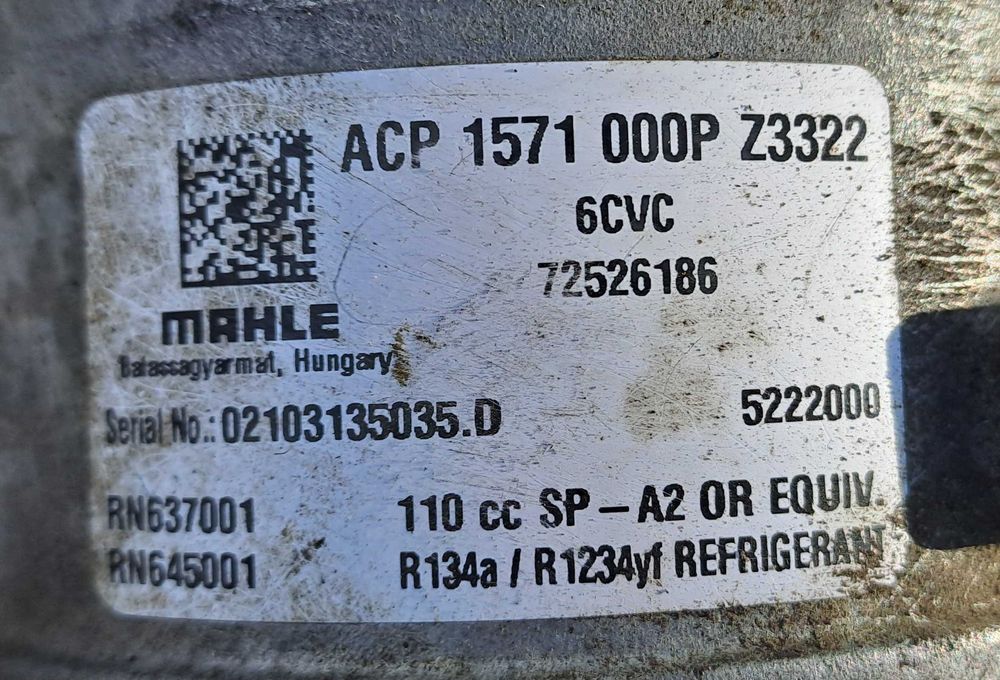 ACP 1571 000P Z3322
6CVC
72526186
MAHLE
Balassagyarmat, Hungary
Serial No.: 02103135035.D
5222000
RN637001
110 cc SP – A2 OR EQUIV.
RN645001
R134a / R1234yf REFRIGERANT